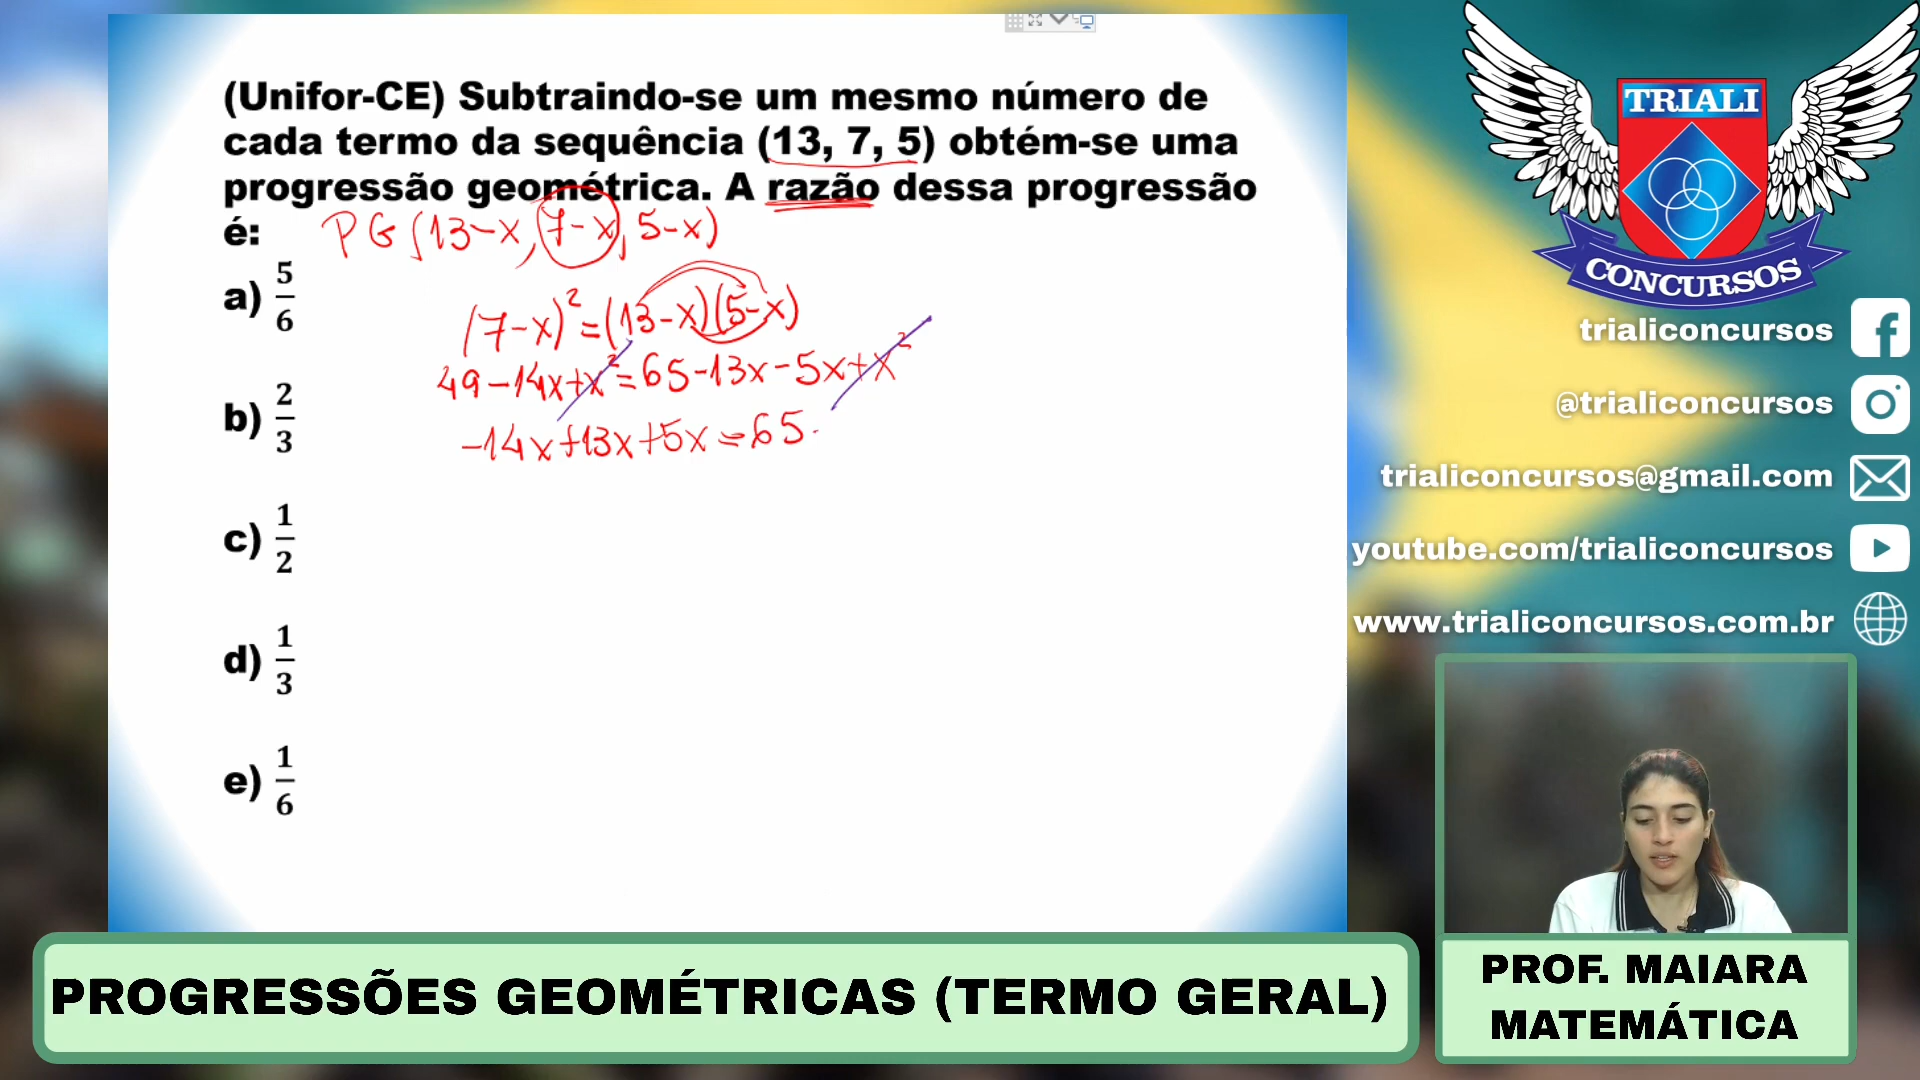 (Unifor-CE) Subtraindo-se um mesmo número de
cada termo da sequência (13, 7, 5) obtém-se uma
progressão geométrica. A razão dessa progressão
é:
PG (13-x, 7-x, 5-x)
a) 5/6
(7-x)² = (13-x)(5-x)
49-14x+x² = 65-13x-5x+x²
b) 2/3
-14x+13x+5x = 65-
c) 1/2
d) 1/3
e) 1/6
TRIALI
CONCURSOS
trialiconcursos
@trialiconcursos
trialiconcursos@gmail.com
youtube.com/trialiconcursos
www.trialiconcursos.com.br
PROGRESSÕES GEOMÉTRICAS (TERMO GERAL)
PROF. MAIARA
MATEMÁTICA